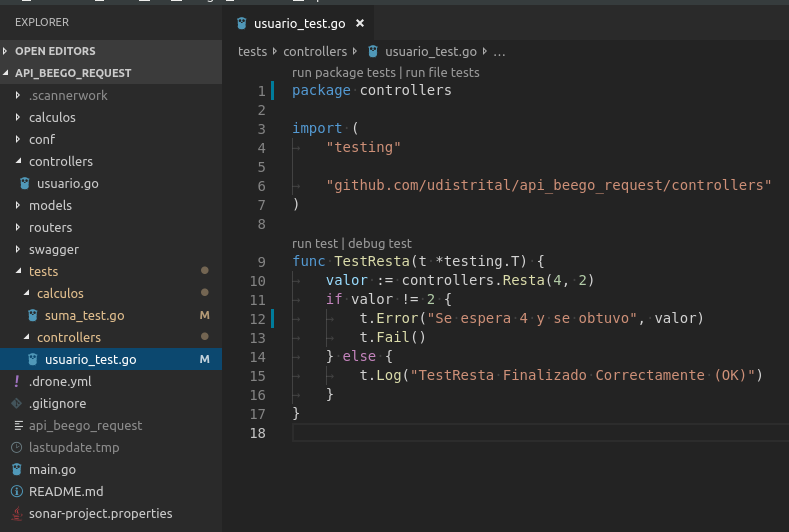 EXPLORER
OPEN EDITORS
API_BEEGO_REQUEST
.scannerwork
calculos
conf
controllers
usuario.go
models
routers
swagger
tests
calculos
suma_test.go M
controllers
usuario_test.go M
.drone.yml
.gitignore
api_beego_request
lastupdate.tmp
main.go
README.md
sonar-project.properties
usuario_test.go ×
tests controllers usuario_test.go ...
run package tests | run file tests
1 package controllers
2
3 import (
4 "testing"
5
6 "github.com/udistrital/api_beego_request/controllers"
7 )
8
run test | debug test
9 func TestResta(t *testing.T) {
10 valor := controllers.Resta(4, 2)
11 if valor != 2 {
12 t.Error("Se espera 4 y se obtuvo", valor)
13 t.Fail()
14 } else {
15 t.Log("TestResta Finalizado Correctamente (OK)")
16 }
17 }
18